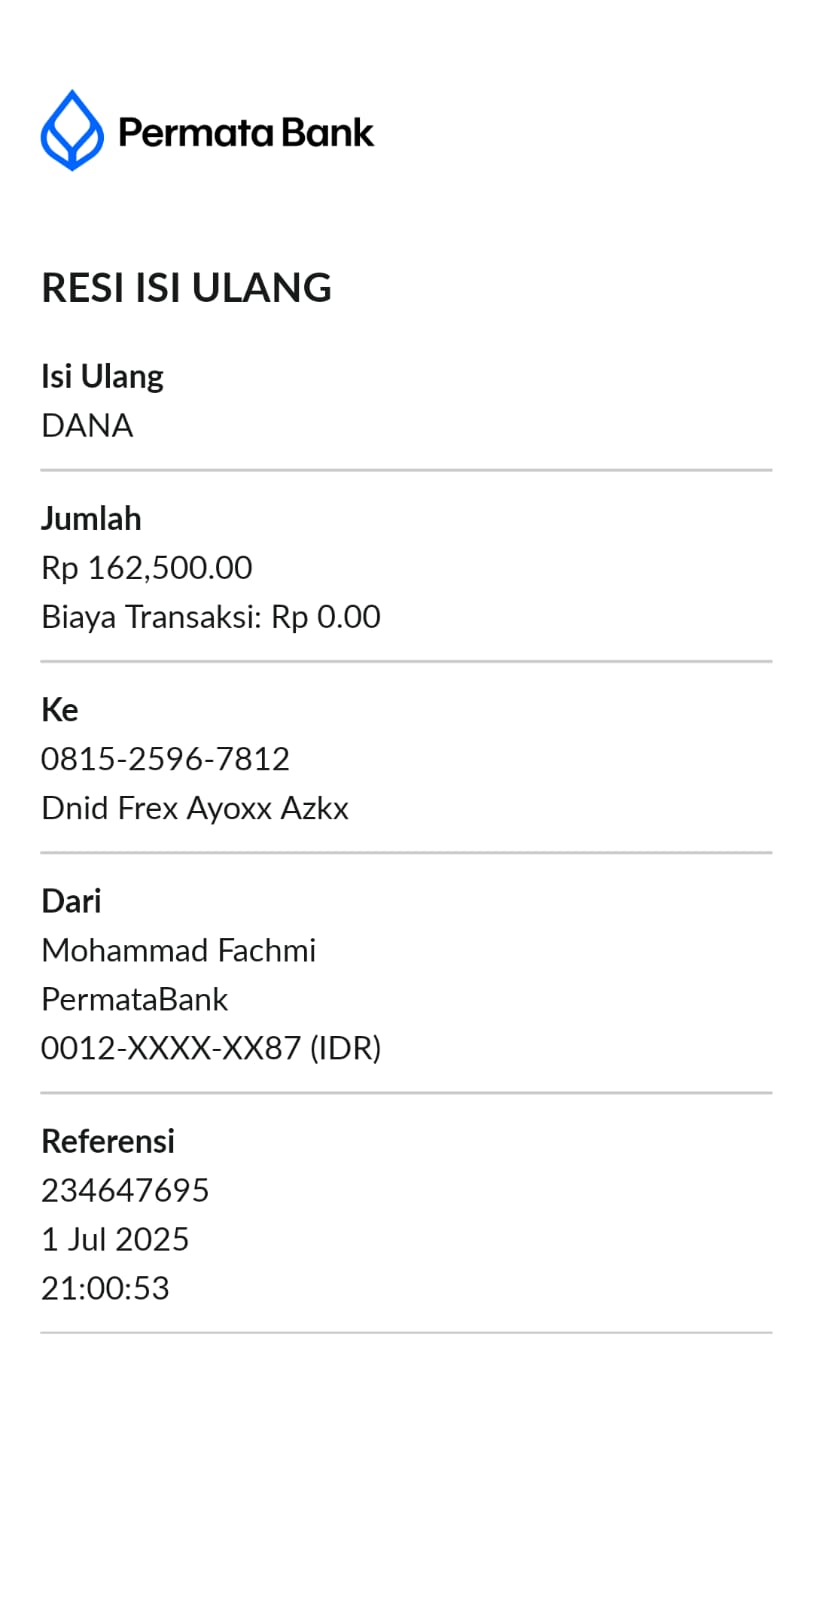 Permata Bank
RESI ISI ULANG
Isi Ulang
DANA
Jumlah
Rp 162,500.00
Biaya Transaksi: Rp 0.00
Ke
0815-2596-7812
Dnid Frex Ayoxx Azkx
Dari
Mohammad Fachmi
PermataBank
0012-XXXX-XX87 (IDR)
Referensi
234647695
1 Jul 2025
21:00:53